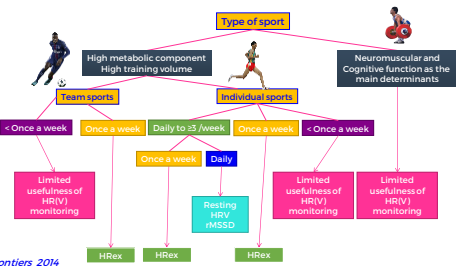 Type of sport
High metabolic component
High training volume
Neuromuscular and
Cognitive function as the
main determinants
Team sports
Individual sports
< Once a week
Once a week
Daily to ≥3 /week
Once a week
< Once a week
Once a week
Daily
Limited
usefulness of
HR(V)
monitoring
Resting
HRV
rMSSD
Limited
usefulness of
HR(V)
monitoring
Limited
usefulness of
HR(V)
monitoring
HRex
HRex
HRex
ontiers 2014